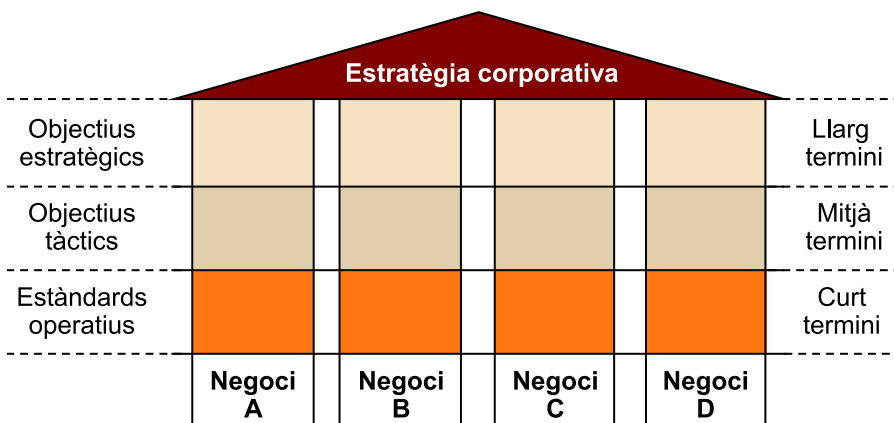 Estratègia corporativa
Objectius
estratègics
Llarg
termini
Objectius
tàctics
Mitjà
termini
Estàndards
operatius
Curt
termini
Negoci
A
Negoci
B
Negoci
C
Negoci
D